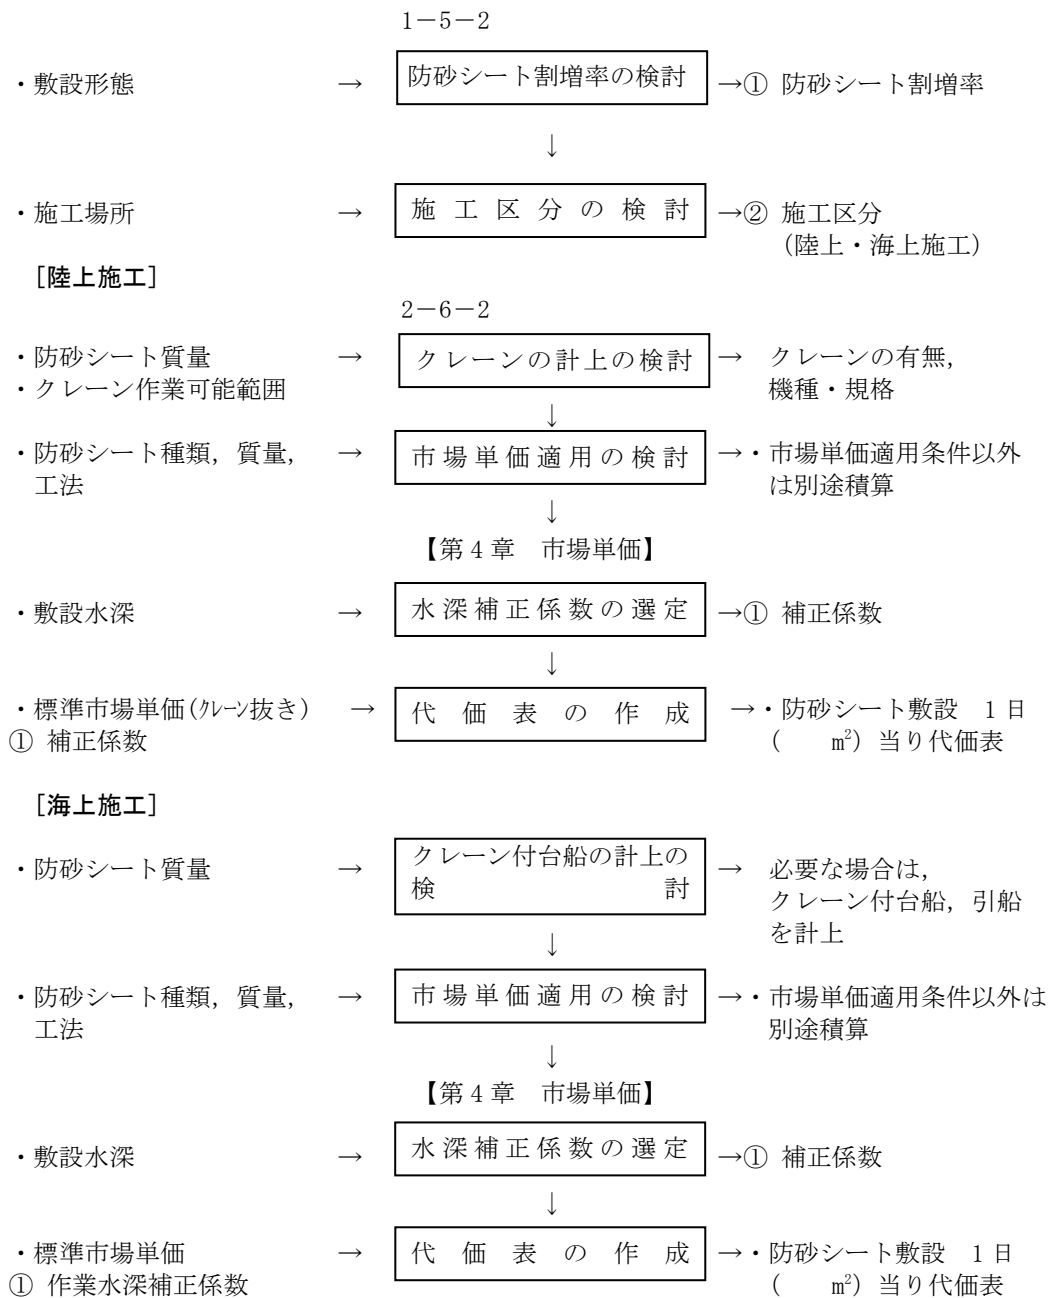 1－5－2
・敷設形態 → 防砂シート割増率の検討 →① 防砂シート割増率
↓
・施工場所 → 施工区分の検討 →② 施工区分
（陸上・海上施工）
［陸上施工］
2－6－2
・防砂シート質量 → クレーンの計上の検討 → クレーンの有無，
・クレーン作業可能範囲 機種・規格
↓
・防砂シート種類，質量， → 市場単価適用の検討 →・市場単価適用条件以外
工法 は別途積算
↓
【第4章　市場単価】
・敷設水深 → 水深補正係数の選定 →① 補正係数
↓
・標準市場単価(ｸﾚｰﾝ抜き) → 代価表の作成 →・防砂シート敷設　1日
① 補正係数 (　　m²) 当り代価表
［海上施工］
・防砂シート質量 → クレーン付台船の計上の → 必要な場合は，
検討 クレーン付台船，引船
を計上
↓
・防砂シート種類，質量， → 市場単価適用の検討 →・市場単価適用条件以外は
工法 別途積算
↓
【第4章　市場単価】
・敷設水深 → 水深補正係数の選定 →① 補正係数
↓
・標準市場単価 → 代価表の作成 →・防砂シート敷設　1日
① 作業水深補正係数 (　　m²) 当り代価表